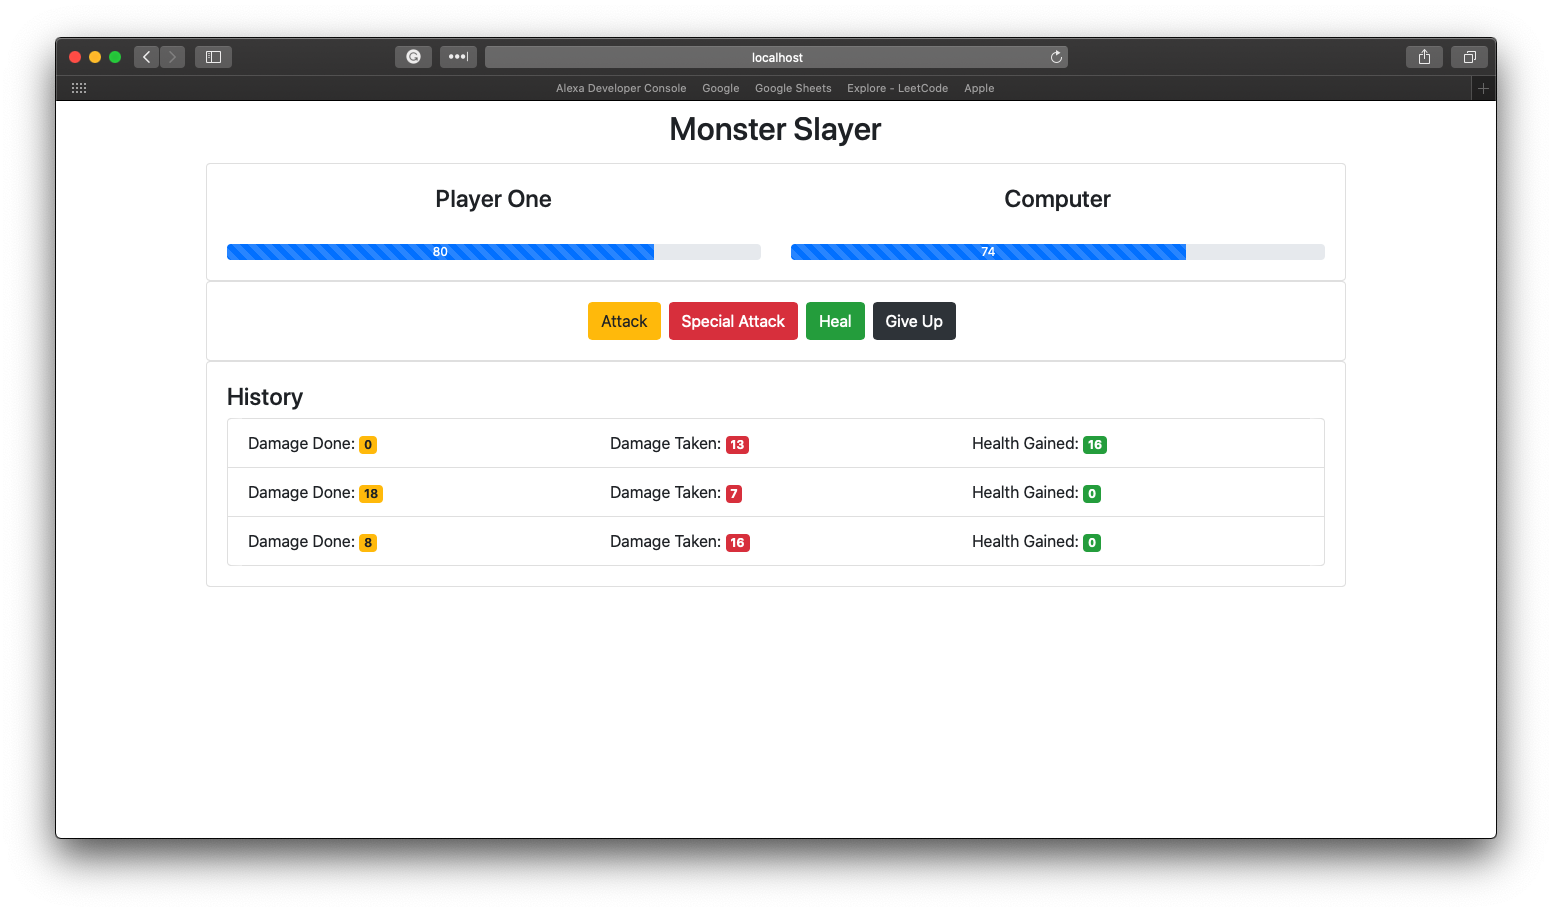 localhost
Alexa Developer Console Google Google Sheets Explore - LeetCode Apple
Monster Slayer
Player One Computer
80 74
Attack Special Attack Heal Give Up
History
Damage Done: 0 Damage Taken: 13 Health Gained: 16
Damage Done: 18 Damage Taken: 7 Health Gained: 0
Damage Done: 8 Damage Taken: 16 Health Gained: 0